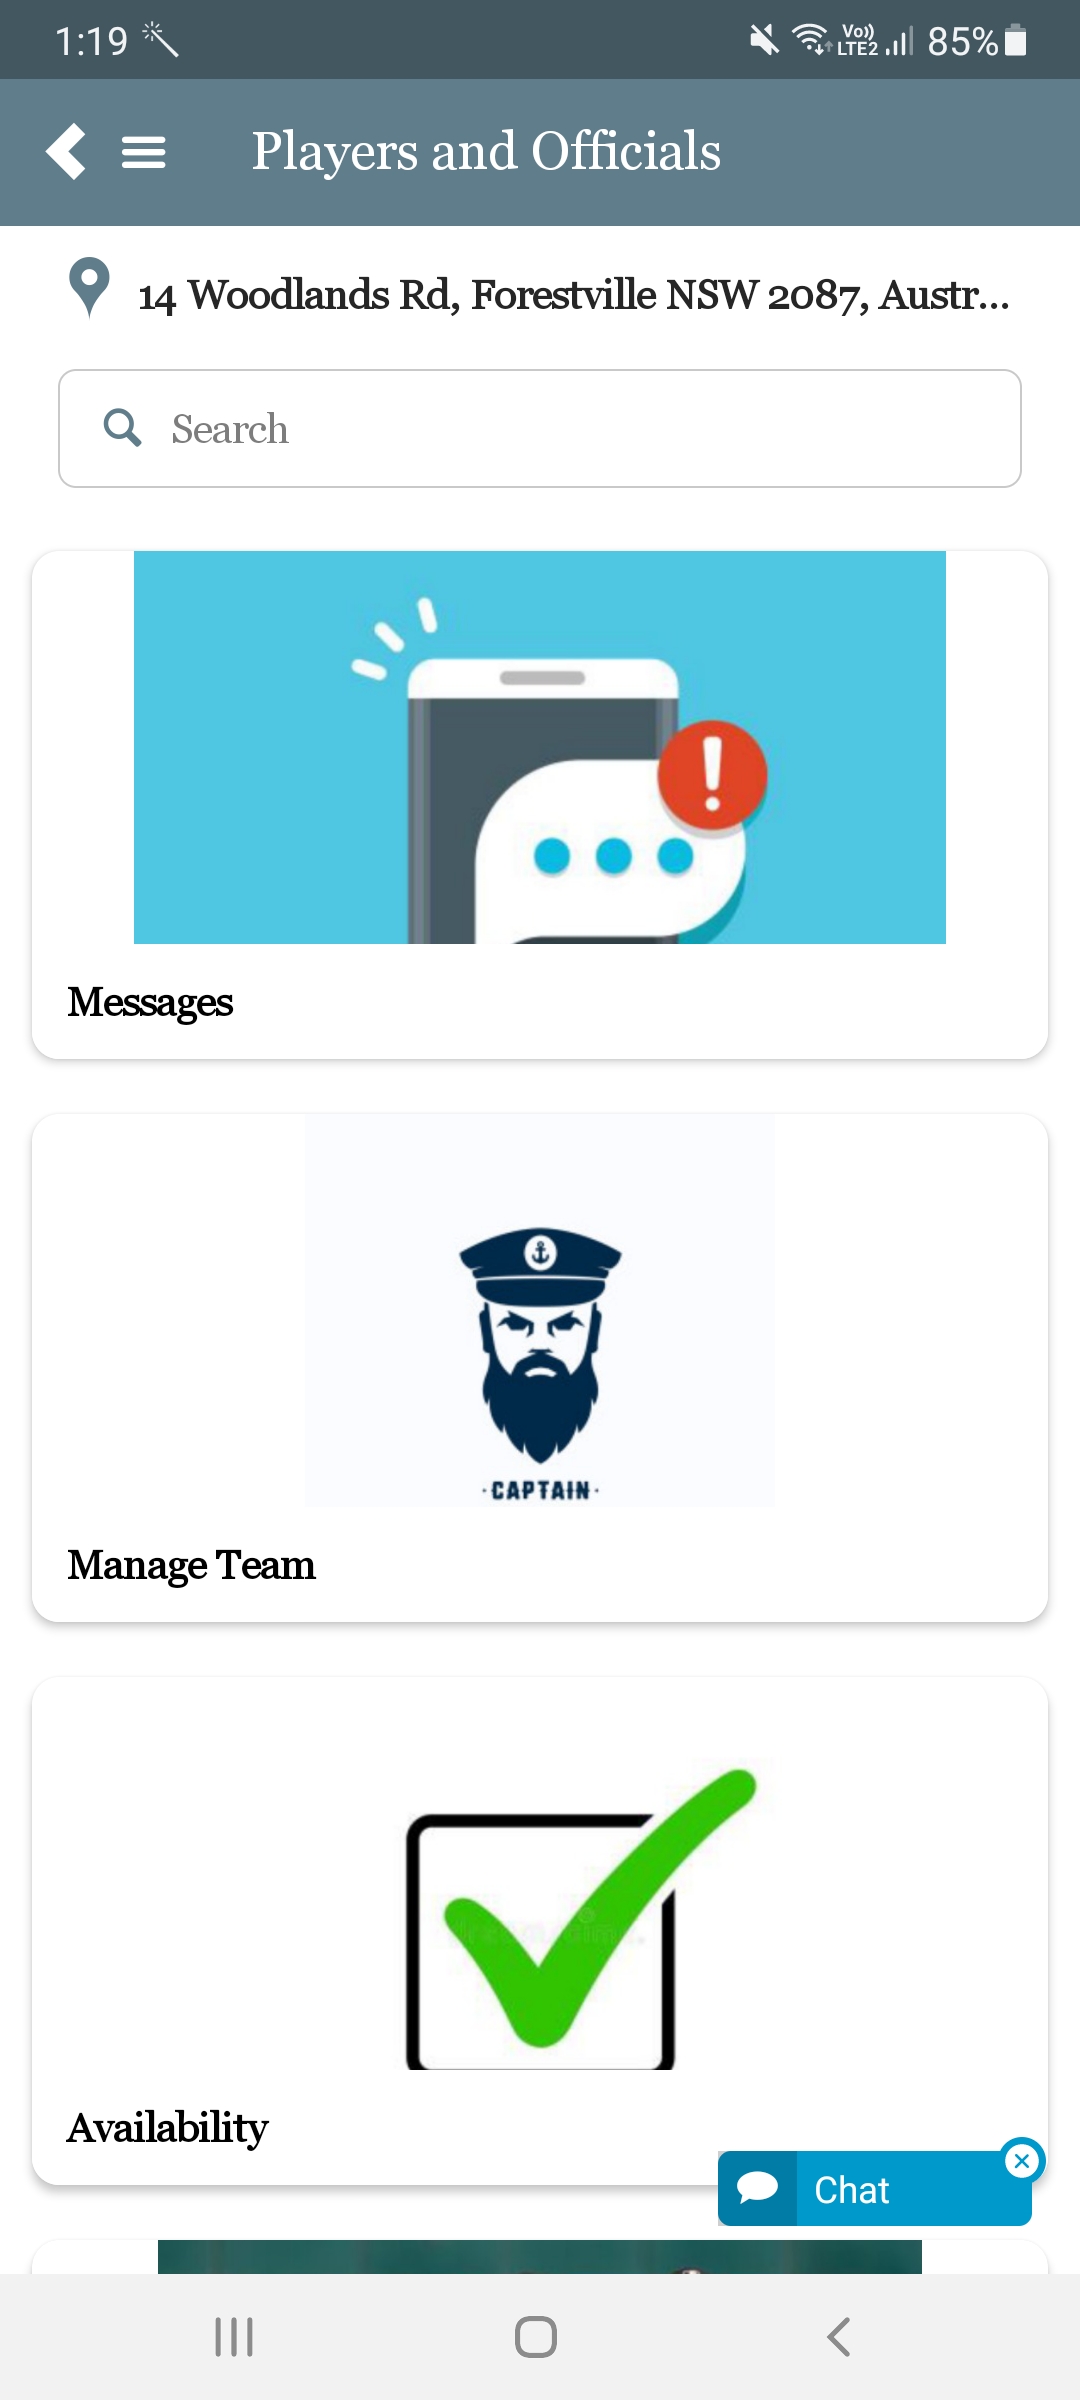 1:19
Vo))
LTE2
85%
Players and Officials
14 Woodlands Rd, Forestville NSW 2087, Austr...
Search
Messages
·CAPTAIN·
Manage Team
Availability
Chat